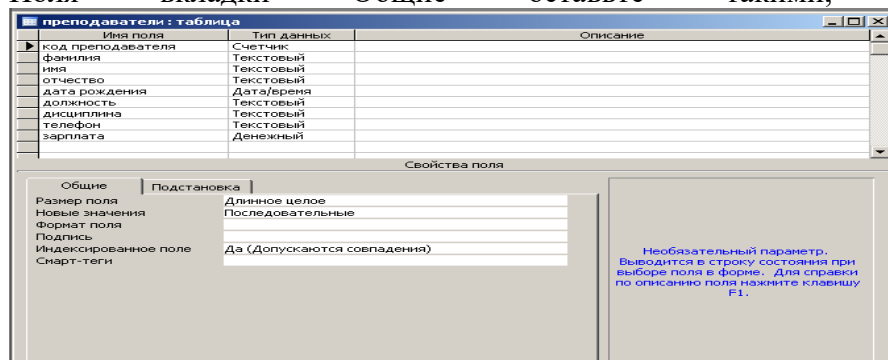 Поля вкладки Общие оставьте такими,
преподаватели : таблица
Имя поля Тип данных Описание
код преподавателя Счетчик
фамилия Текстовый
имя Текстовый
отчество Текстовый
дата рождения Дата/время
должность Текстовый
дисциплина Текстовый
телефон Текстовый
зарплата Денежный
Свойства поля
Общие Подстановка
Размер поля Длинное целое
Новые значения Последовательные
Формат поля
Подпись
Индексированное поле Да (Допускаются совпадения)
Смарт-теги
Необязательный параметр.
Выводится в строку состояния при
выборе поля в форме. Для справки
по описанию поля нажмите клавишу
F1.